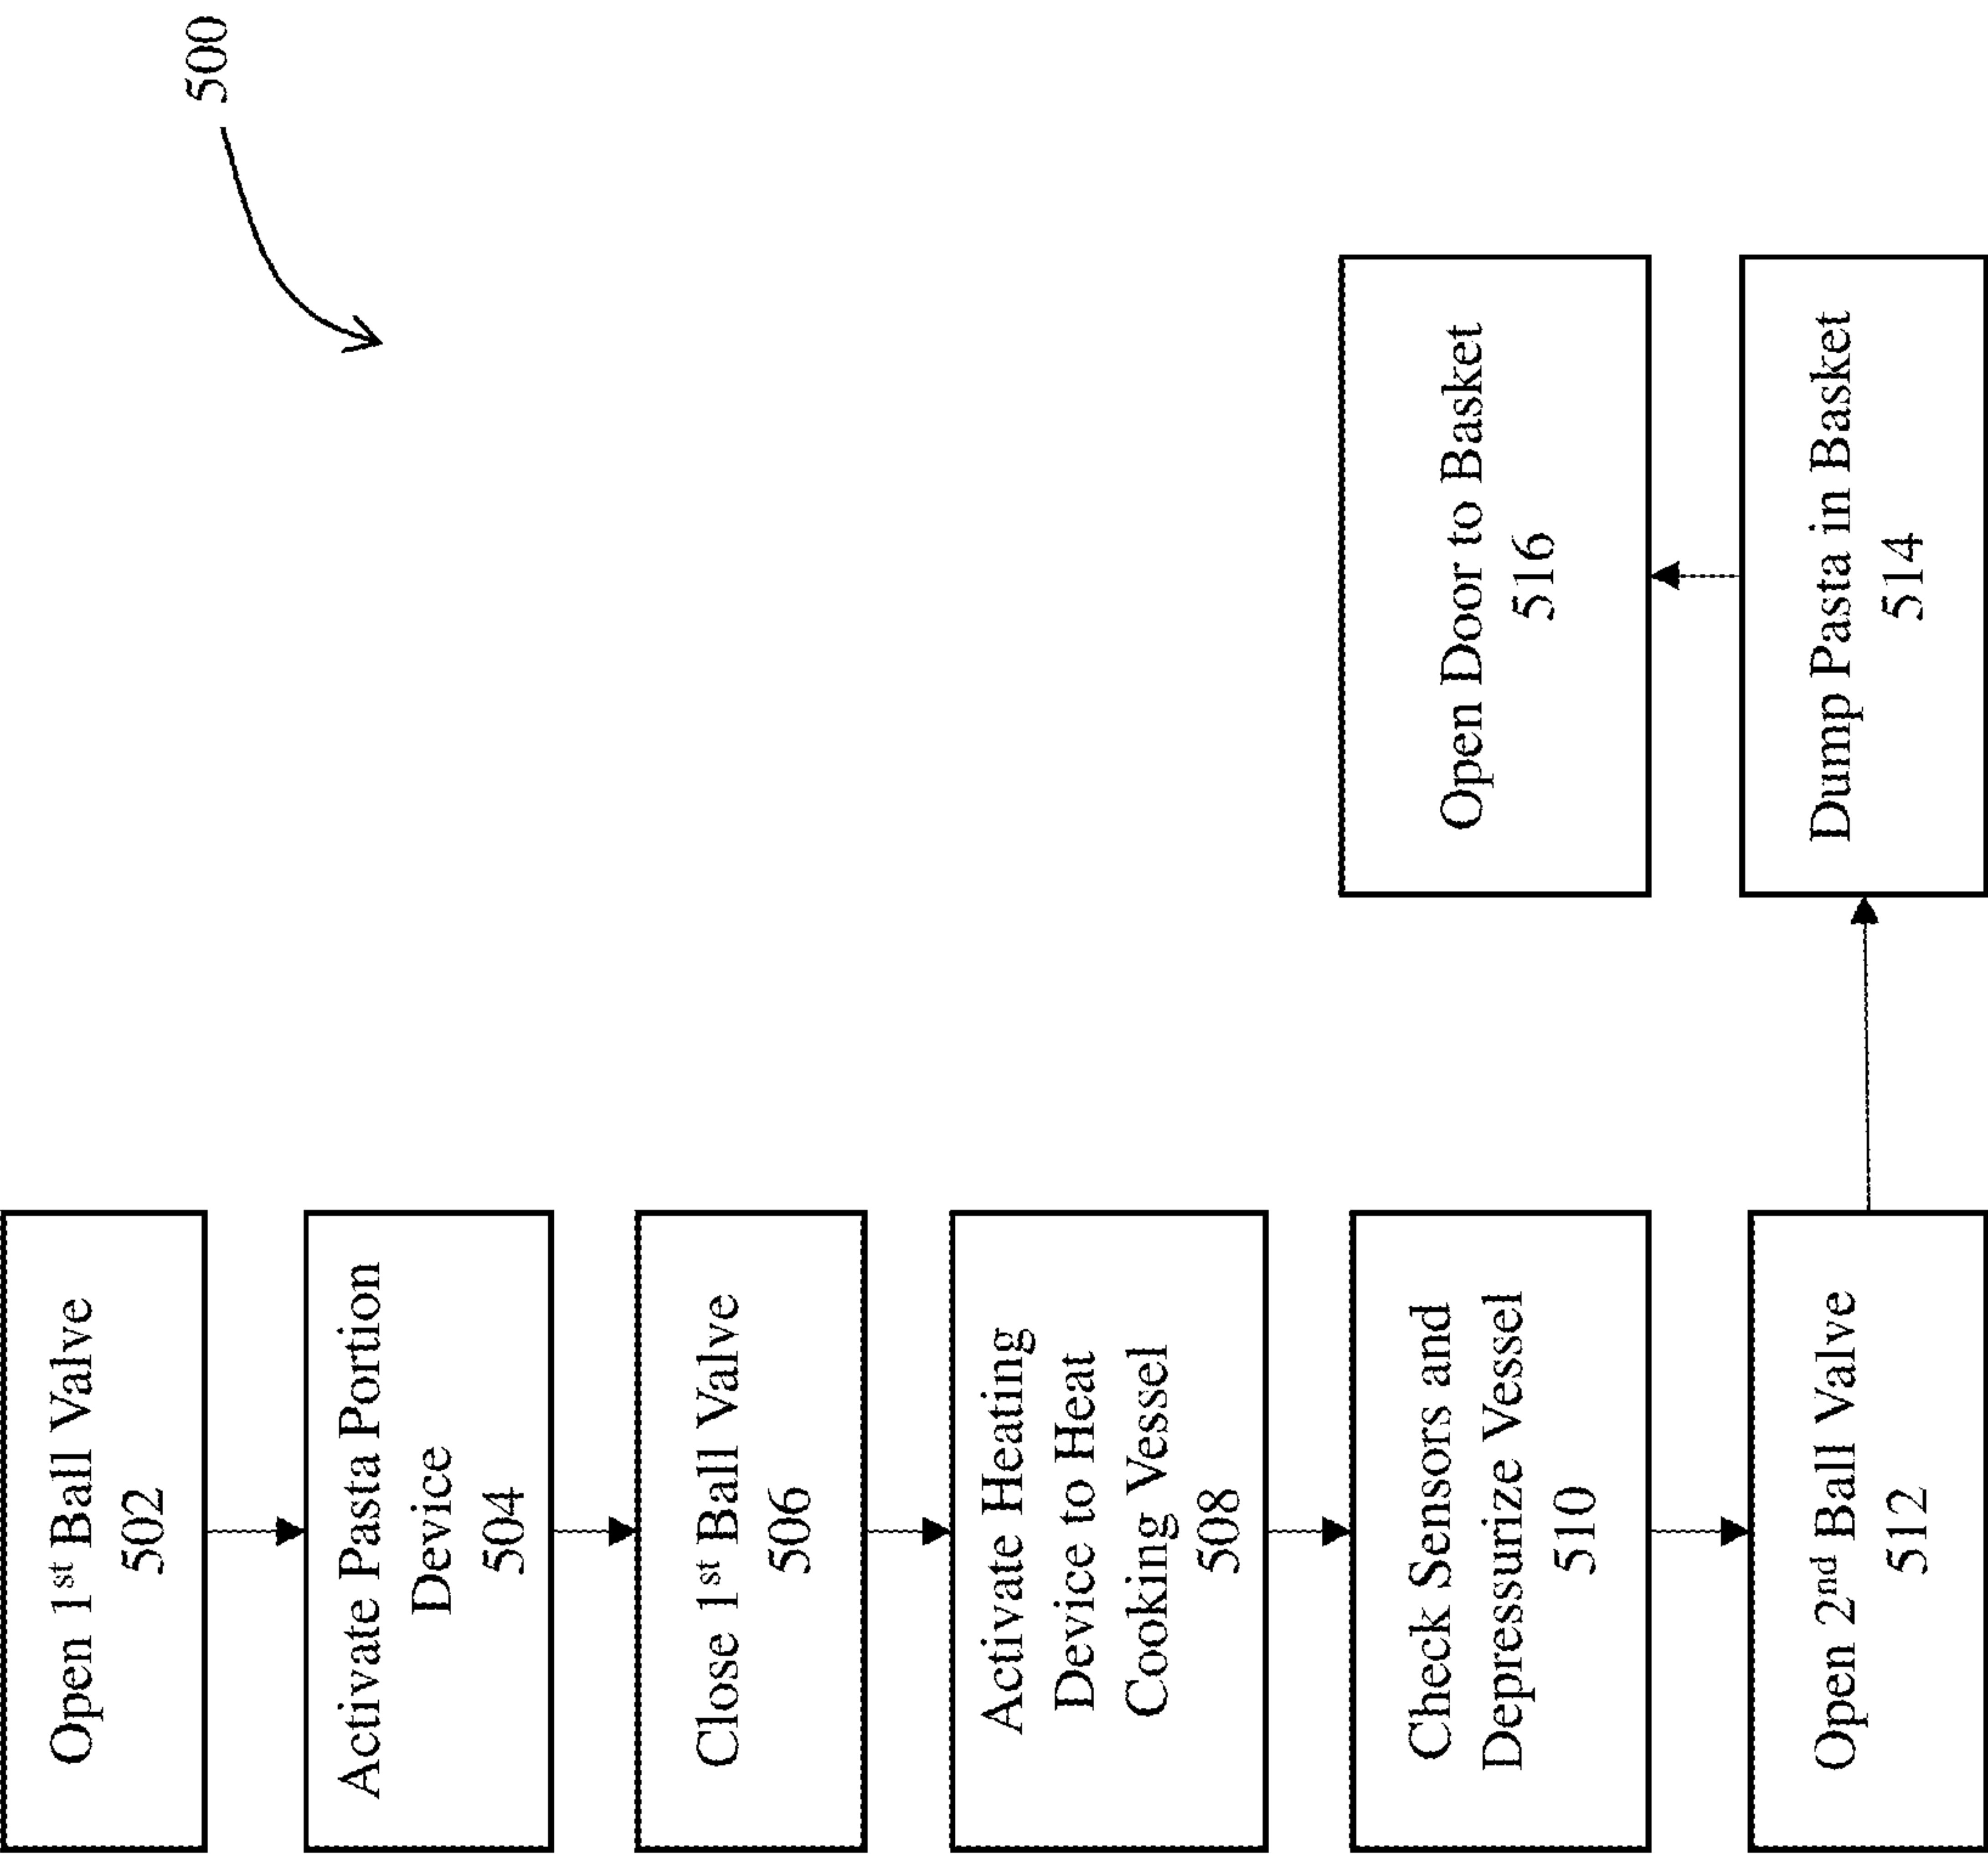 500
Open 1st Ball Valve
502
Activate Pasta Portion
Device
504
Close 1st Ball Valve
506
Activate Heating
Device to Heat
Cooking Vessel
508
Check Sensors and
Depressurize Vessel
510
Open 2nd Ball Valve
512
Dump Pasta in Basket
514
Open Door to Basket
516